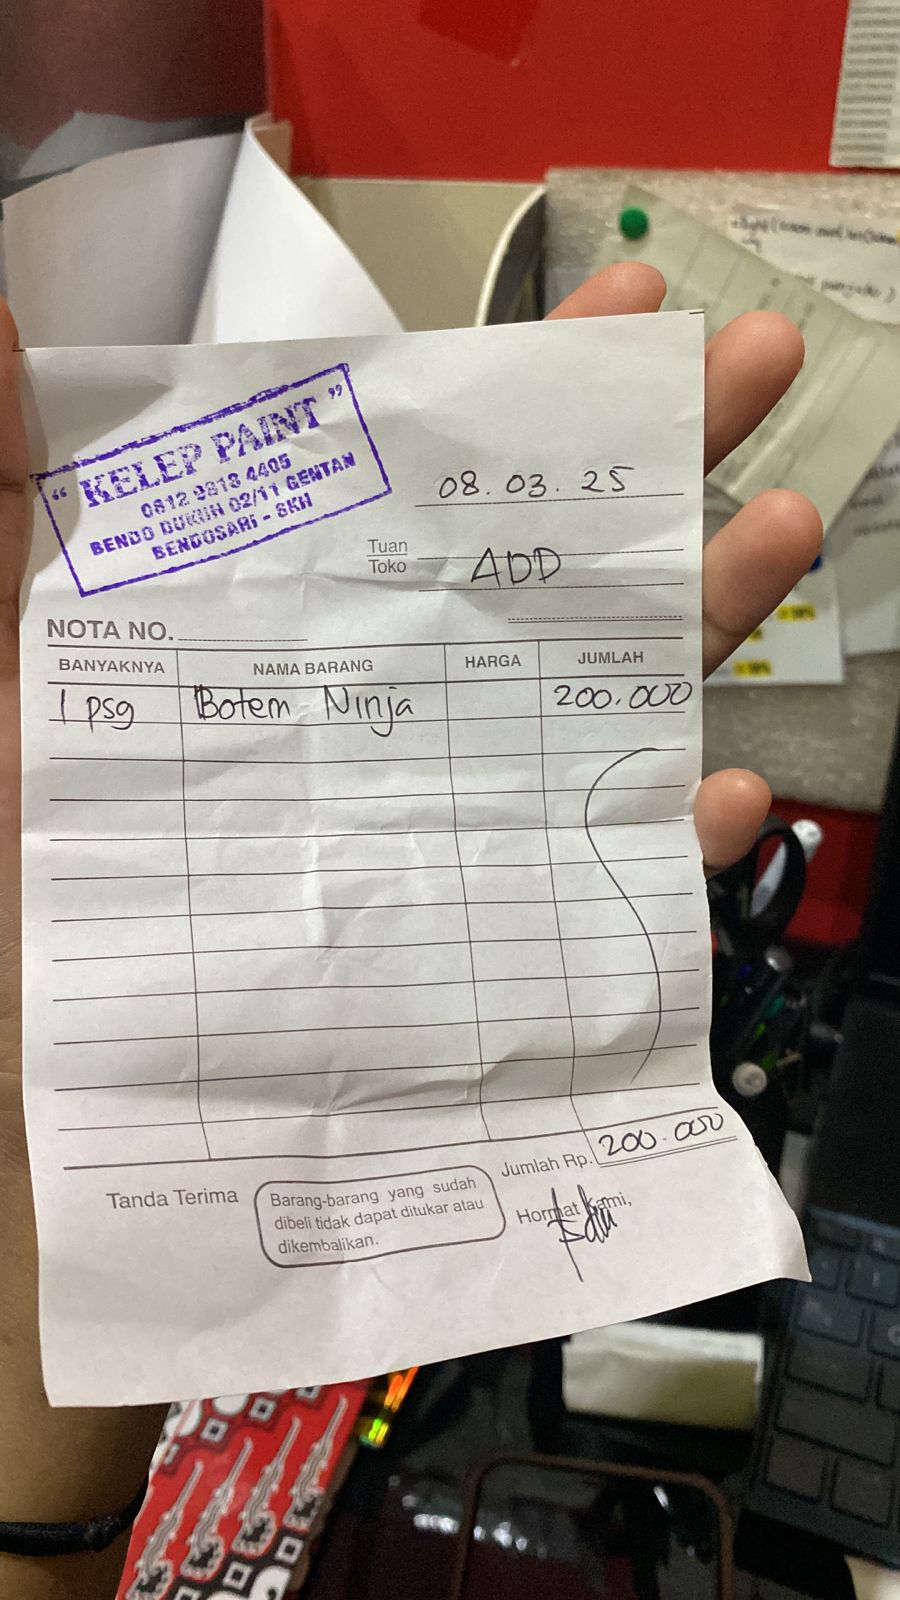 " KELEP PAINT "
0812 2813 4405
BENDO DUKUH 02/11 GENTAN
BENDOSARI - SKH
08. 03. 25
Tuan
Toko
ADD
NOTA NO.
BANYAKNYA NAMA BARANG HARGA JUMLAH
1 psg Botem Ninja 200.000
Jumlah Rp. 200.000
Tanda Terima
Barang-barang yang sudah
dibeli tidak dapat ditukar atau
dikembalikan.
Hormat Kami,